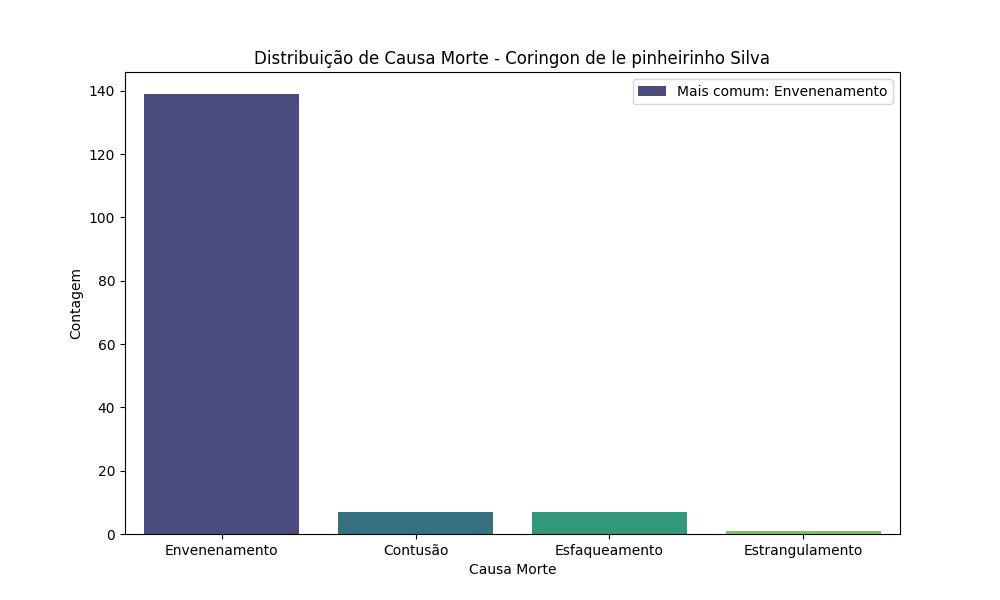 Distribuição de Causa Morte - Coringon de le pinheirinho Silva
Mais comum: Envenenamento
Contagem
140
120
100
80
60
40
20
0
Envenenamento
Contusão
Esfaqueamento
Estrangulamento
Causa Morte